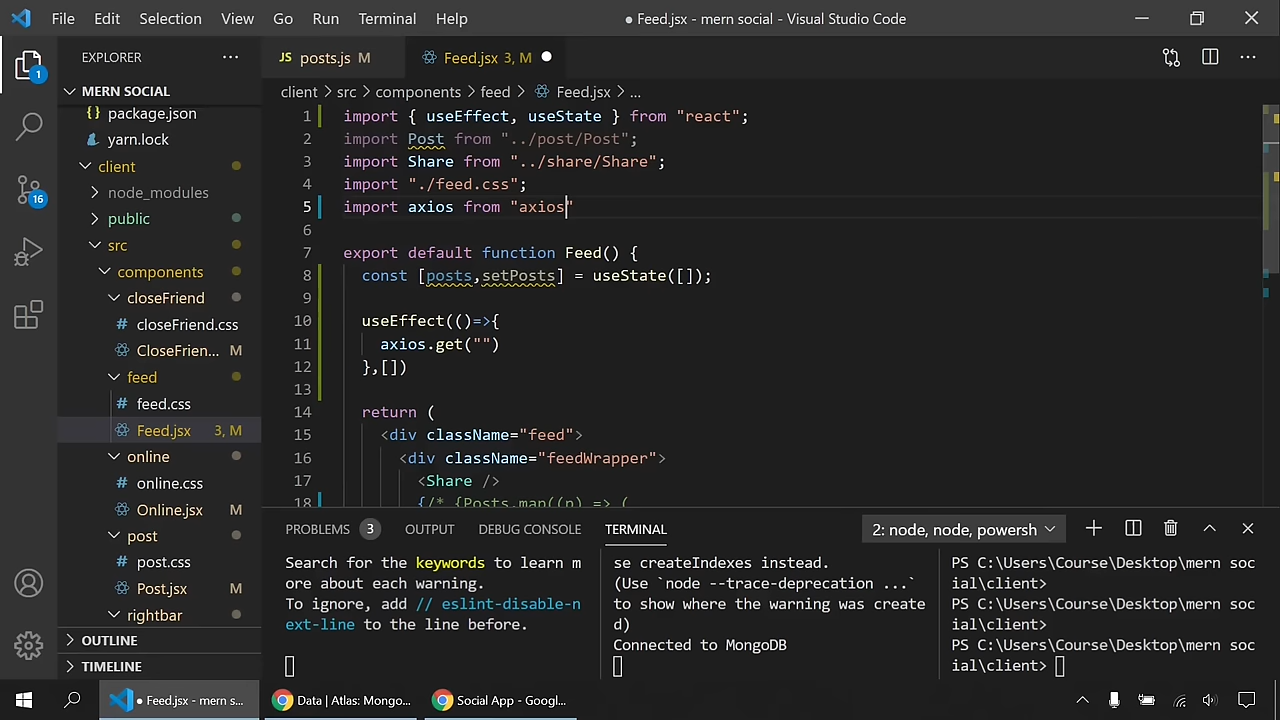 File Edit Selection View Go Run Terminal Help ● Feed.jsx - mern social - Visual Studio Code
EXPLORER
JS posts.js M
Feed.jsx 3, M
1
MERN SOCIAL
client > src > components > feed > Feed.jsx > ...
{} package.json
yarn.lock
client
node_modules
public
src
components
closeFriend
# closeFriend.css
CloseFrien... M
feed
# feed.css
Feed.jsx 3, M
online
# online.css
Online.jsx M
post
# post.css
Post.jsx M
rightbar
OUTLINE
TIMELINE
16
1 import { useEffect, useState } from "react";
2 import Post from "../post/Post";
3 import Share from "../share/Share";
4 import "./feed.css";
5 import axios from "axios"
6
7 export default function Feed() {
8 const [posts,setPosts] = useState([]);
9
10 useEffect(()=>{
11 axios.get("")
12 },[])
13
14 return (
15 <div className="feed">
16 <div className="feedWrapper">
17 <Share />
18 {/* {Posts.map((p) => (
PROBLEMS 3 OUTPUT DEBUG CONSOLE TERMINAL 2: node, node, powersh
Search for the keywords to learn m
ore about each warning.
To ignore, add // eslint-disable-n
ext-line to the line before.
se createIndexes instead.
(Use `node --trace-deprecation ...`
to show where the warning was create
d)
Connected to MongoDB
PS C:\Users\Course\Desktop\mern soc
ial\client>
PS C:\Users\Course\Desktop\mern soc
ial\client>
PS C:\Users\Course\Desktop\mern soc
ial\client>
● Feed.jsx - mern s...
Data | Atlas: Mongo...
Social App - Googl...